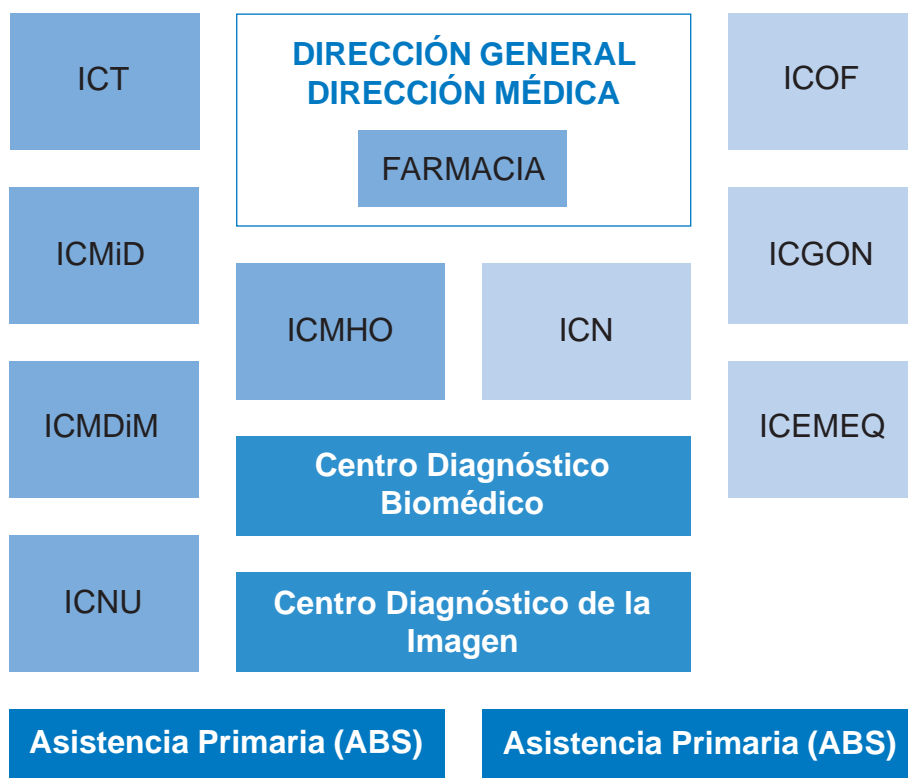 ICT
DIRECCIÓN GENERAL
DIRECCIÓN MÉDICA
FARMACIA
ICOF
ICMiD
ICGON
ICMHO
ICN
ICMDiM
ICEMEQ
Centro Diagnóstico
Biomédico
ICNU
Centro Diagnóstico de la
Imagen
Asistencia Primaria (ABS)
Asistencia Primaria (ABS)